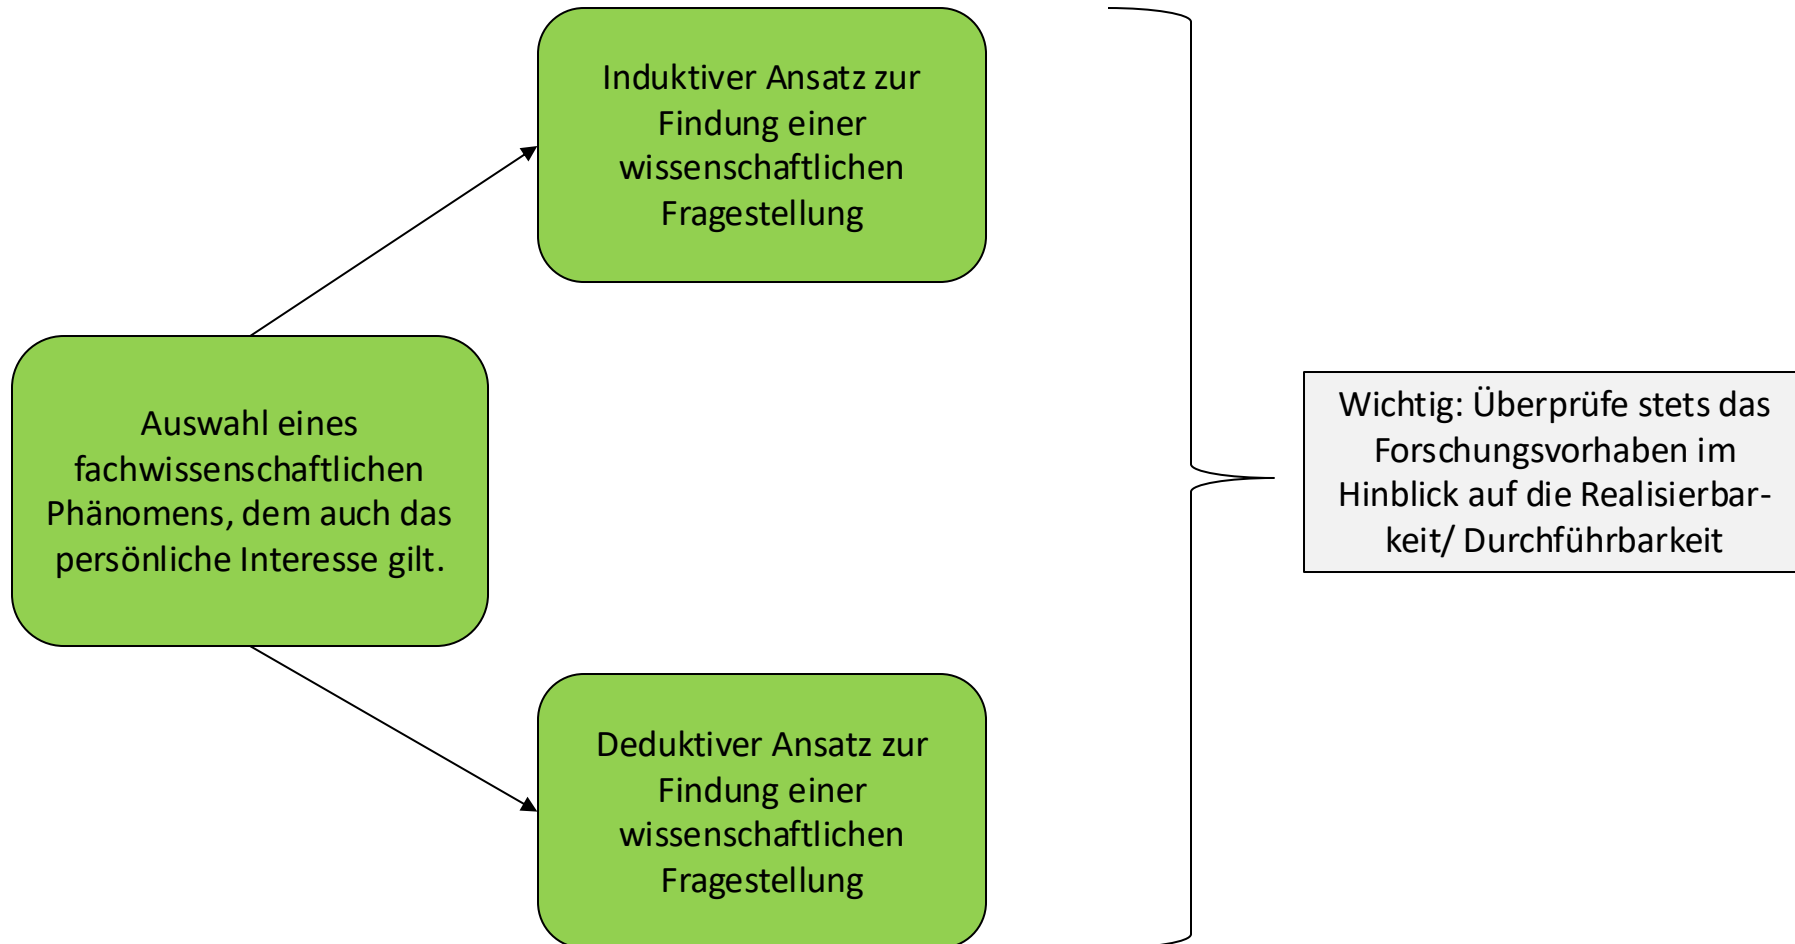 Induktiver Ansatz zur
Findung einer
wissenschaftlichen
Fragestellung
Auswahl eines
fachwissenschaftlichen
Phänomens, dem auch das
persönliche Interesse gilt.
Wichtig: Überprüfe stets das
Forschungsvorhaben im
Hinblick auf die Realisierbar-
keit/ Durchführbarkeit
Deduktiver Ansatz zur
Findung einer
wissenschaftlichen
Fragestellung